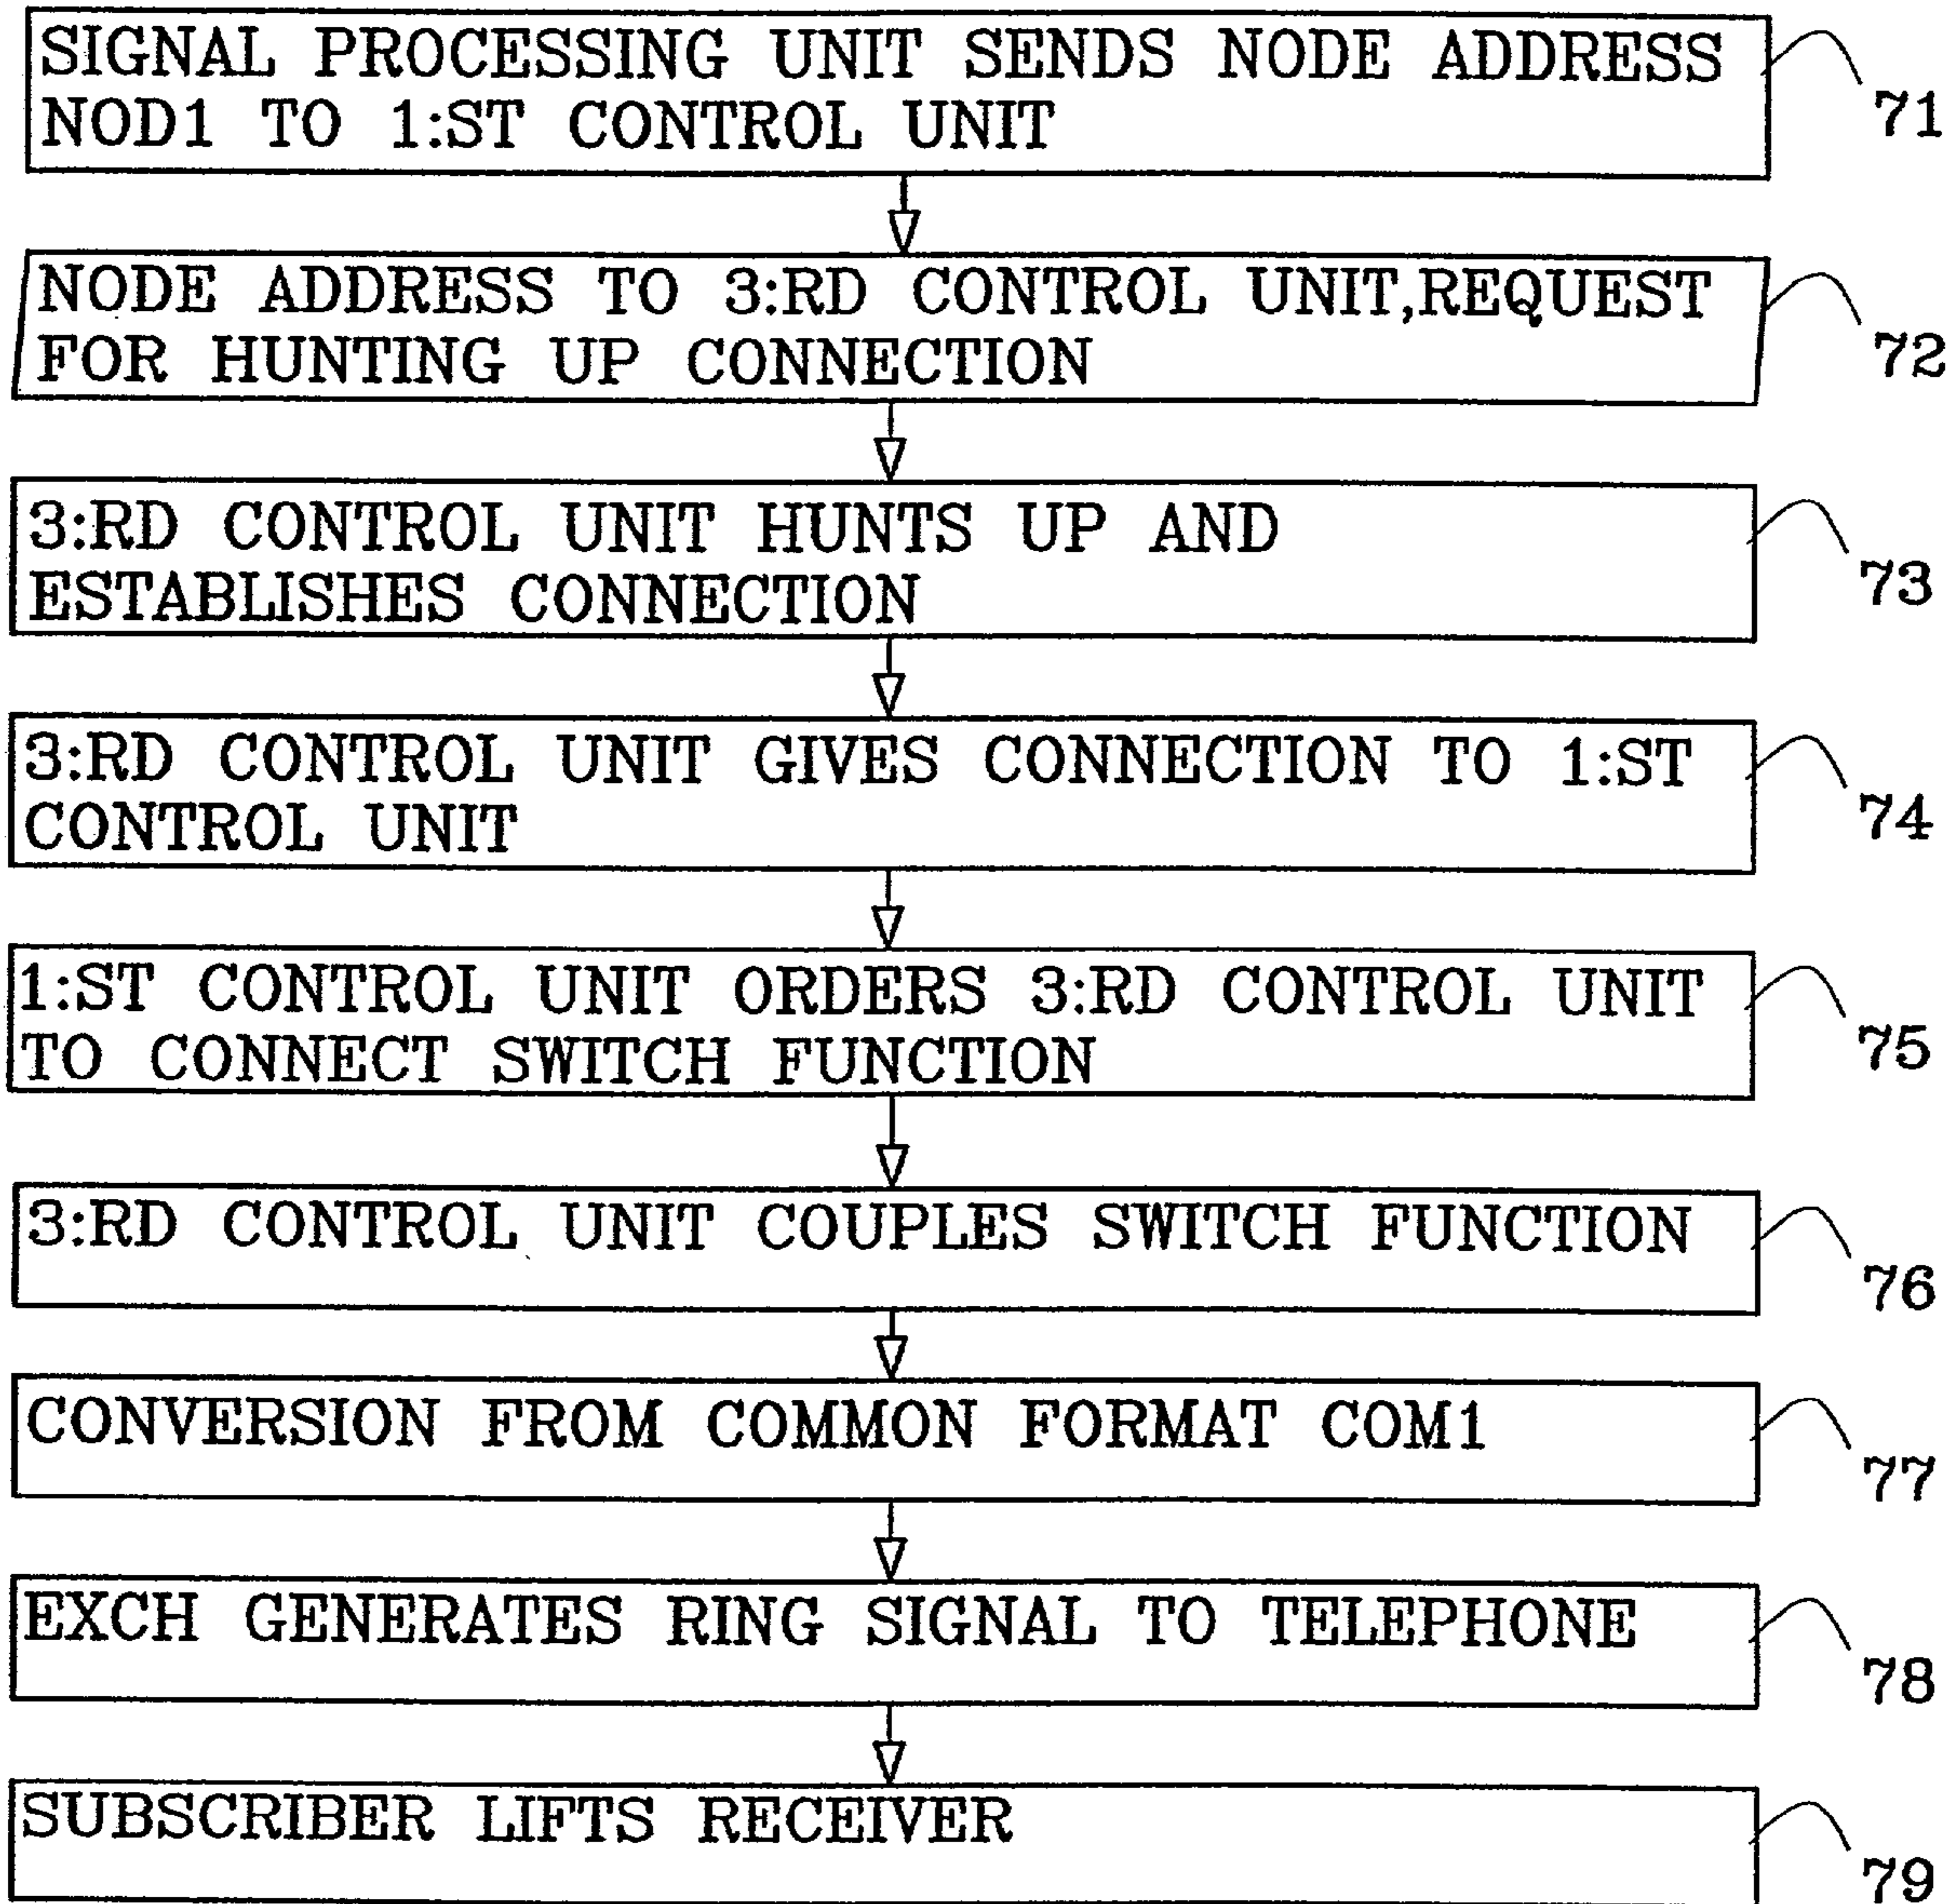 SIGNAL PROCESSING UNIT SENDS NODE ADDRESS
NOD1 TO 1:ST CONTROL UNIT
71
NODE ADDRESS TO 3:RD CONTROL UNIT,REQUEST
FOR HUNTING UP CONNECTION
72
3:RD CONTROL UNIT HUNTS UP AND
ESTABLISHES CONNECTION
73
3:RD CONTROL UNIT GIVES CONNECTION TO 1:ST
CONTROL UNIT
74
1:ST CONTROL UNIT ORDERS 3:RD CONTROL UNIT
TO CONNECT SWITCH FUNCTION
75
3:RD CONTROL UNIT COUPLES SWITCH FUNCTION
76
CONVERSION FROM COMMON FORMAT COM1
77
EXCH GENERATES RING SIGNAL TO TELEPHONE
78
SUBSCRIBER LIFTS RECEIVER
79